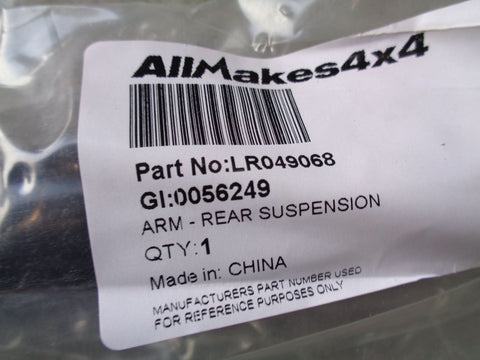 AllMakes4x4
Part No:LR049068
GI:0056249
ARM - REAR SUSPENSION
QTY:1
Made in: CHINA
MANUFACTURERS PART NUMBER USED
FOR REFERENCE PURPOSES ONLY